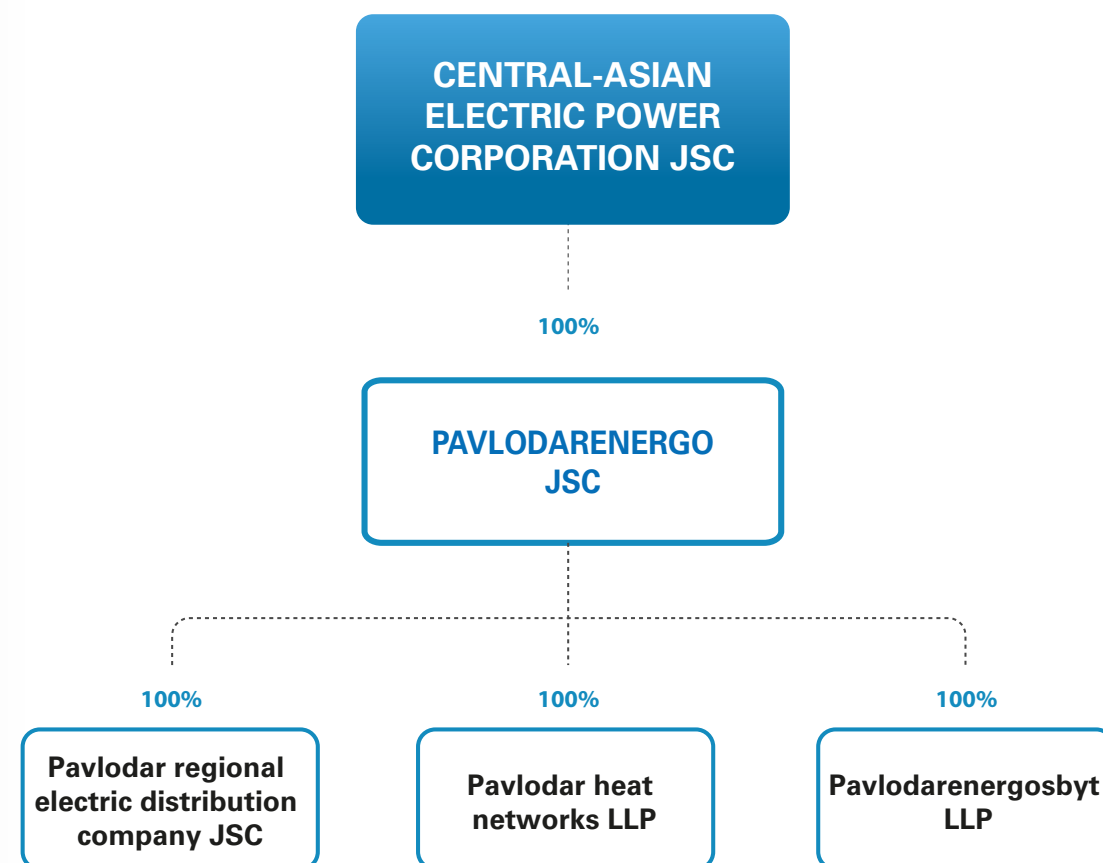 CENTRAL-ASIAN
ELECTRIC POWER
CORPORATION JSC
100%
PAVLODARENERGO
JSC
100%
100%
100%
Pavlodar regional
electric distribution
company JSC
Pavlodar heat
networks LLP
Pavlodarenergosbyt
LLP